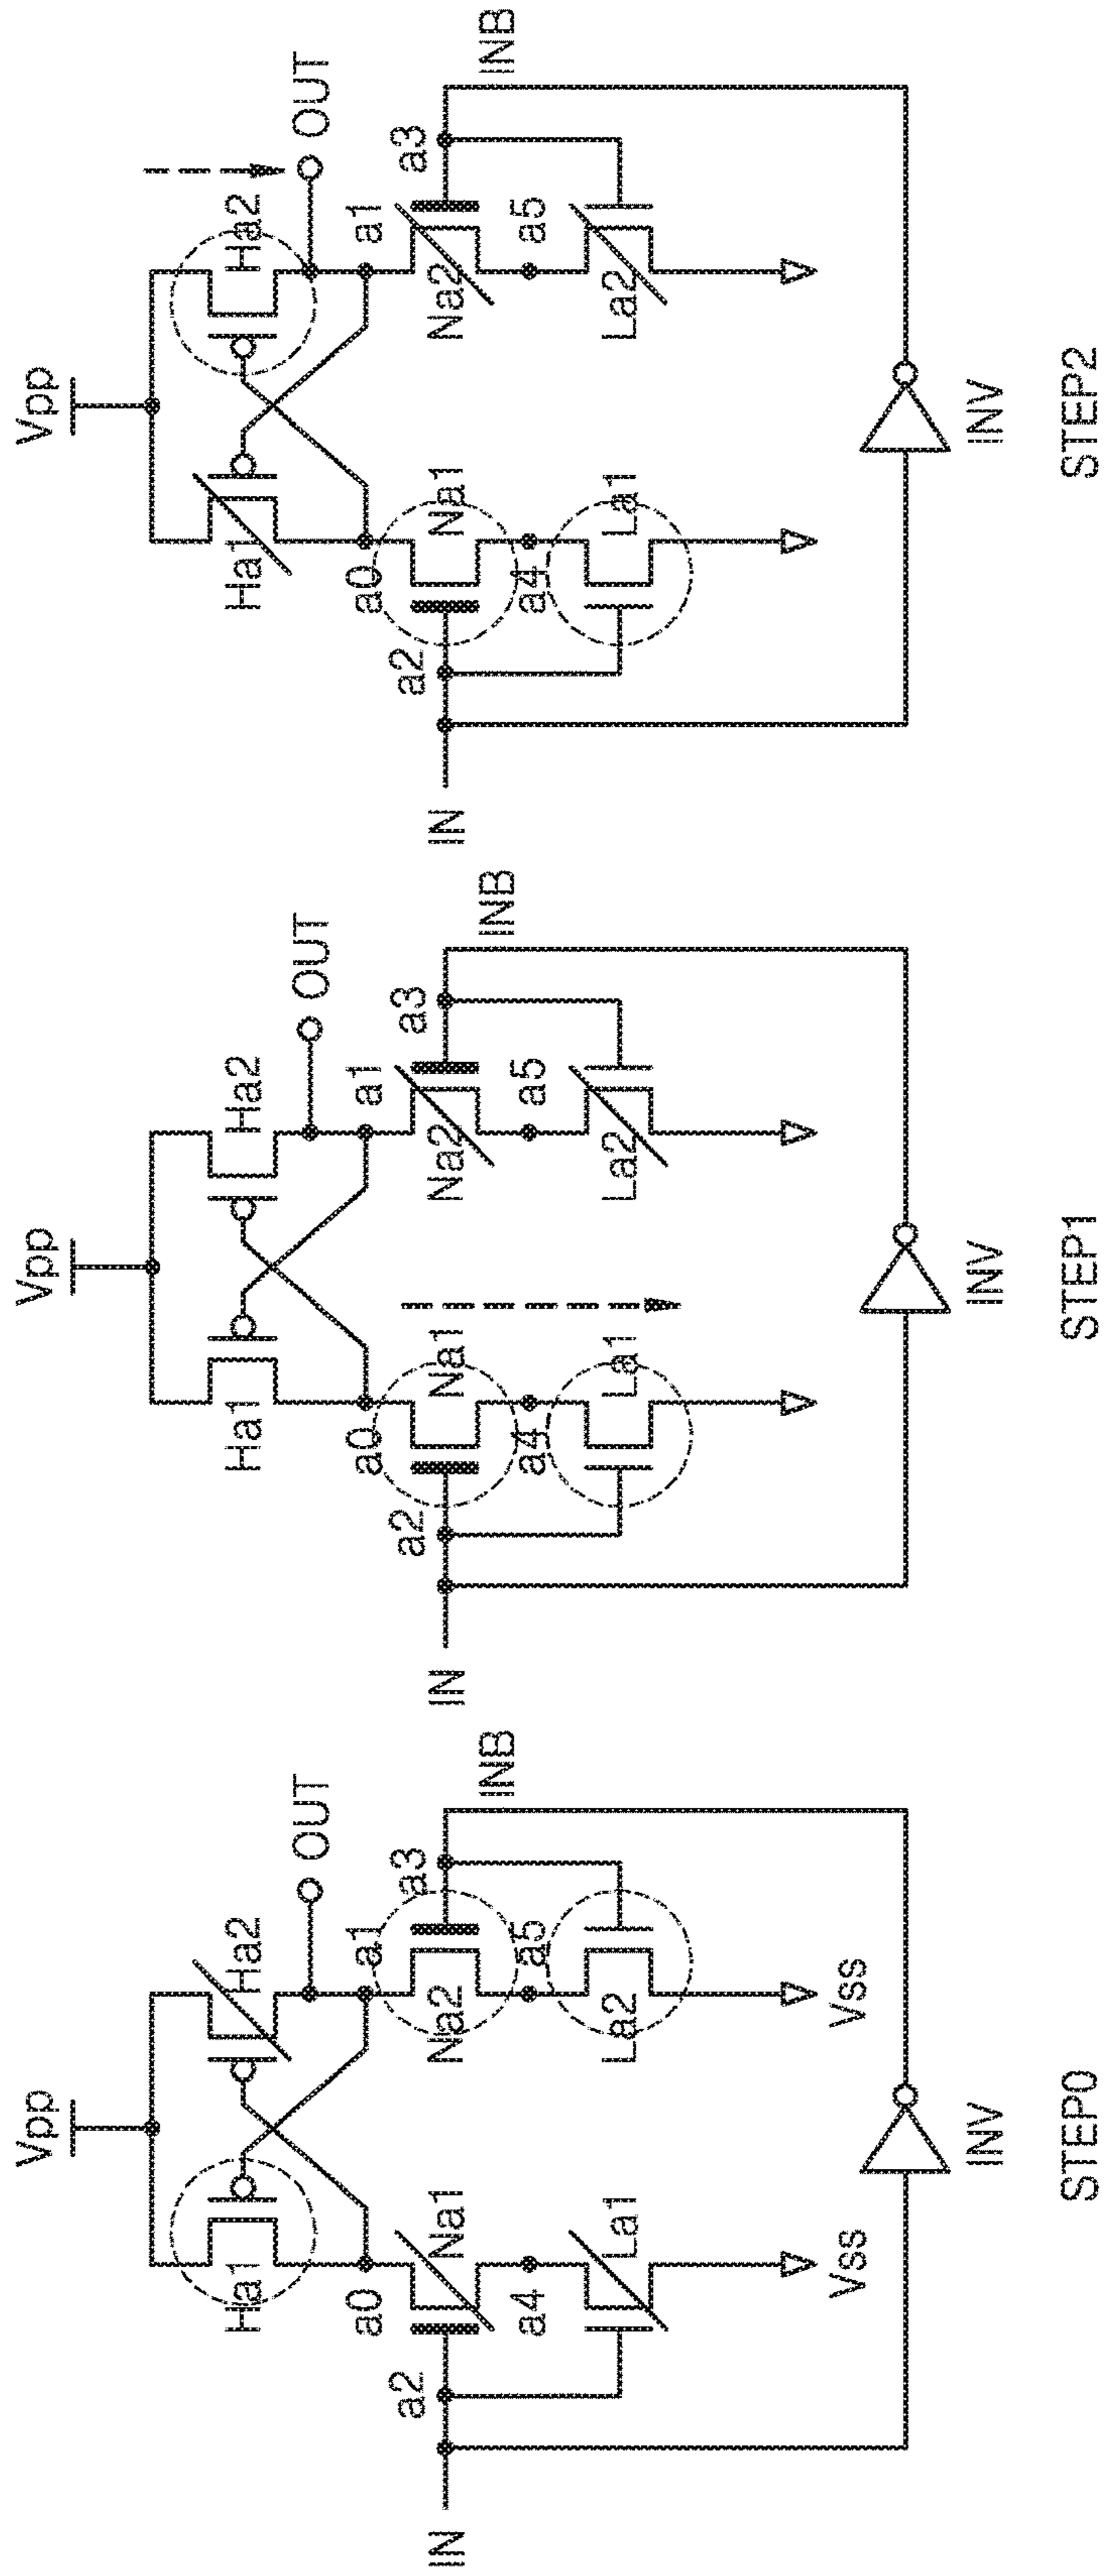 Vpp
Ha1
Ha2
OUT
a0
a1
a2
Na1
Na2
a3
INB
IN
a4
a5
La1
La2
Vss
Vss
INV
STEP0
Vpp
Ha1
Ha2
OUT
a0
a1
a2
Na1
Na2
a3
INB
IN
a4
a5
La1
La2
INV
STEP1
Vpp
Ha1
Ha2
OUT
a0
a1
a2
Na1
Na2
a3
INB
IN
a4
a5
La1
La2
INV
STEP2